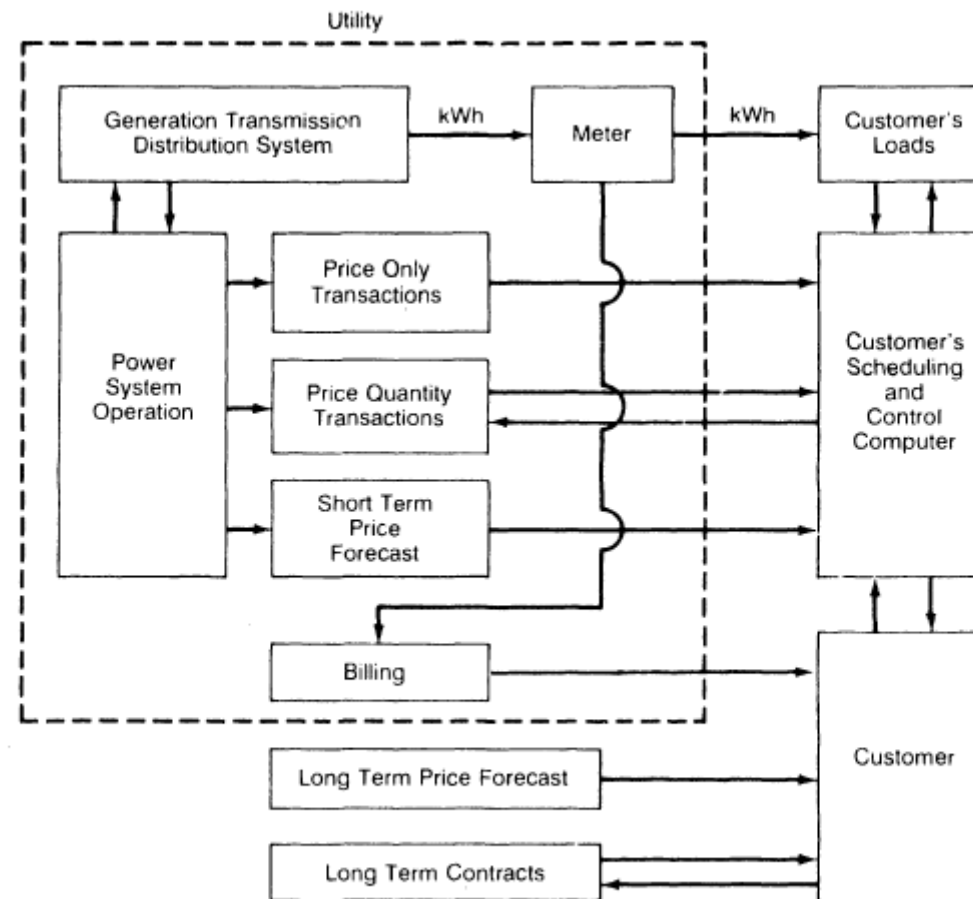 Utility
Generation Transmission
Distribution System
kWh
Meter
kWh
Customer's
Loads
Power
System
Operation
Price Only
Transactions
Price Quantity
Transactions
Short Term
Price
Forecast
Customer's
Scheduling
and
Control
Computer
Billing
Customer
Long Term Price Forecast
Long Term Contracts